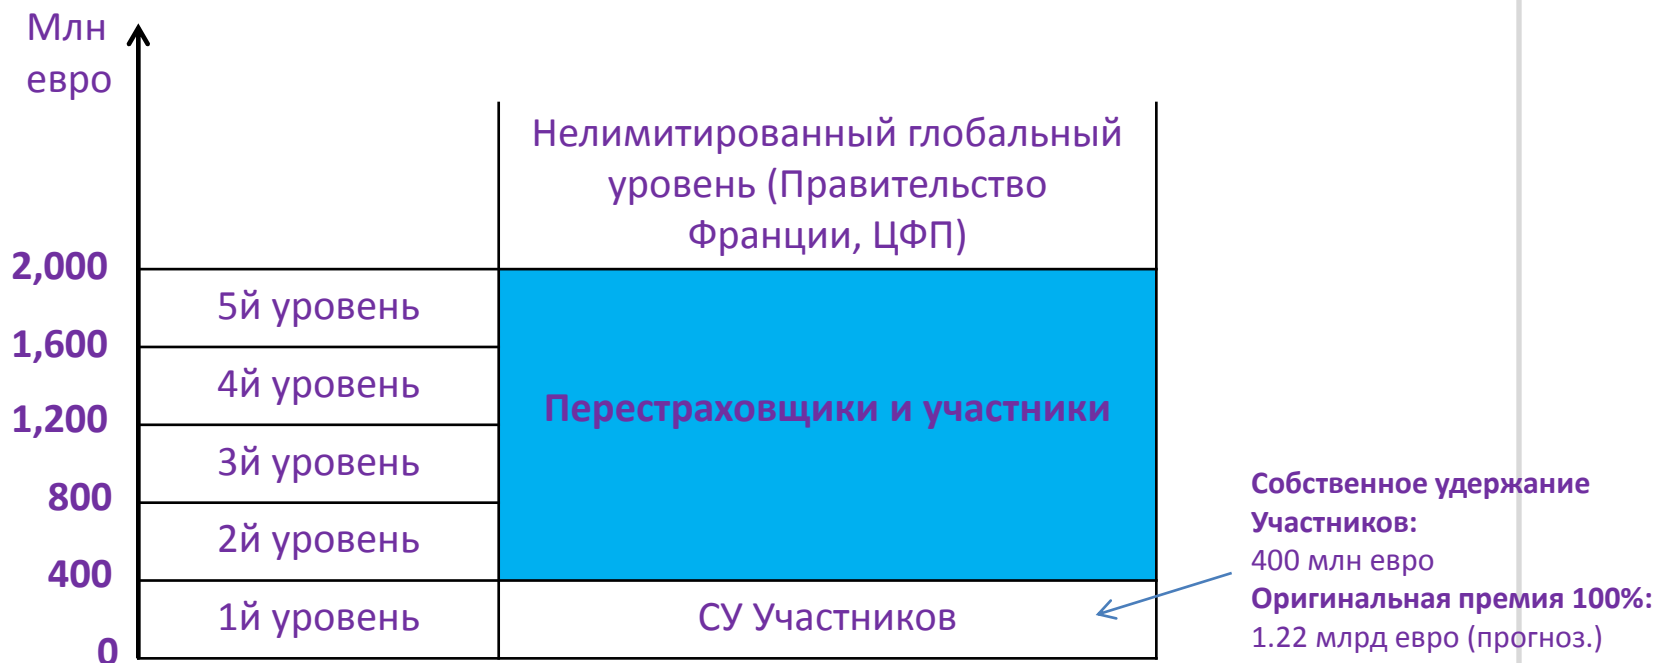 Млн
евро
Нелимитированный глобальный
уровень (Правительство
Франции, ЦФП)
2,000
5й уровень
1,600
4й уровень
1,200
Перестраховщики и участники
3й уровень
800
2й уровень
400
1й уровень
СУ Участников
0
Собственное удержание
Участников:
400 млн евро
Оригинальная премия 100%:
1.22 млрд евро (прогноз.)